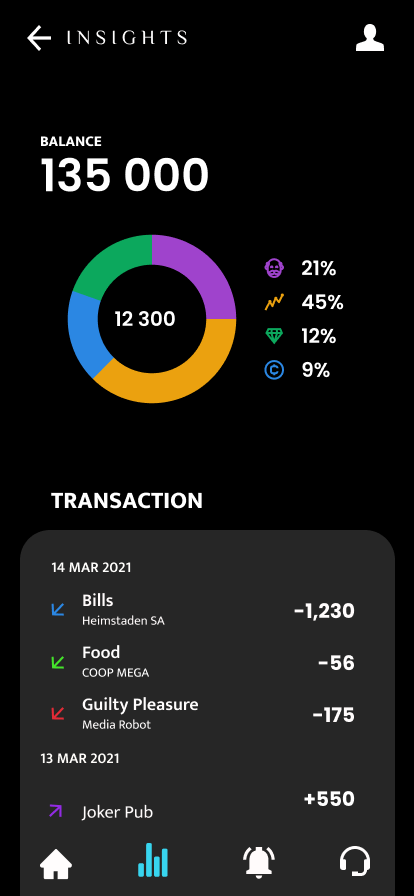 INSIGHTS
BALANCE
135 000
12 300
21%
45%
12%
9%
TRANSACTION
14 MAR 2021
Bills
-1,230
Heimstaden SA
Food
-56
COOP MEGA
Guilty Pleasure
-175
Media Robot
13 MAR 2021
+550
Joker Pub